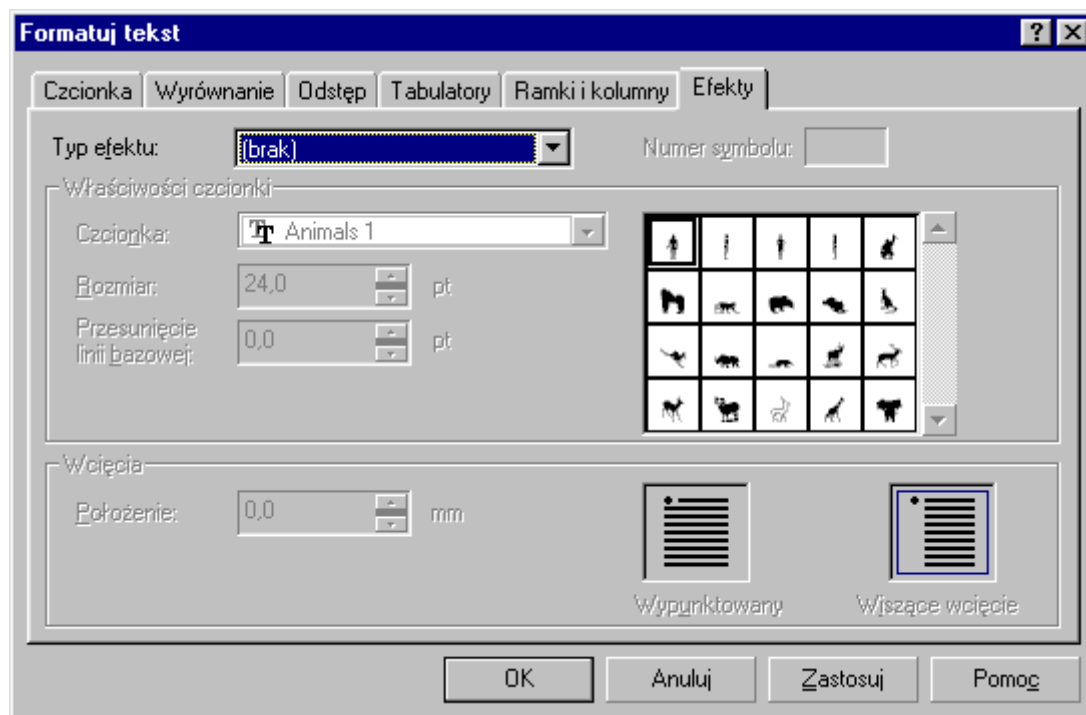 Formatuj tekst
Czcionka Wyrównanie Odstęp Tabulatory Ramki i kolumny Efekty
Typ efektu: (brak) Numer symbolu:
Właściwości czcionki
Czcionka: Animals 1
Rozmiar: 24,0 pt
Przesunięcie
linii bazowej: 0,0 pt
Wcięcia
Położenie: 0,0 mm
Wypunktowany Wiszące wcięcie
OK Anuluj Zastosuj Pomoc